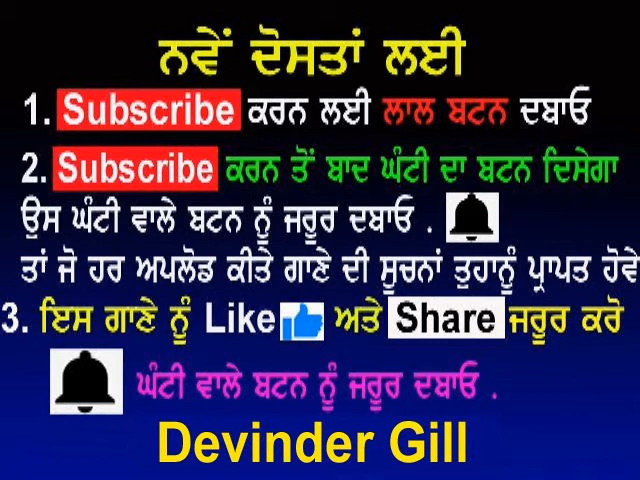 ਨਵੇਂ ਦੋਸਤਾਂ ਲਈ
1. Subscribe ਕਰਨ ਲਈ ਲਾਲ ਬਟਨ ਦਬਾਓ
2. Subscribe ਕਰਨ ਤੋਂ ਬਾਦ ਘੰਟੀ ਦਾ ਬਟਨ ਦਿਸੇਗਾ
ਉਸ ਘੰਟੀ ਵਾਲੇ ਬਟਨ ਨੂੰ ਜਰੂਰ ਦਬਾਓ .
ਤਾਂ ਜੋ ਹਰ ਅਪਲੋਡ ਕੀਤੇ ਗਾਣੇ ਦੀ ਸੂਚਨਾਂ ਤੁਹਾਨੂੰ ਪ੍ਰਾਪਤ ਹੋਵੇ
3. ਇਸ ਗਾਣੇ ਨੂੰ Like ਅਤੇ Share ਜਰੂਰ ਕਰੋ
ਘੰਟੀ ਵਾਲੇ ਬਟਨ ਨੂੰ ਜਰੂਰ ਦਬਾਓ .
Devinder Gill